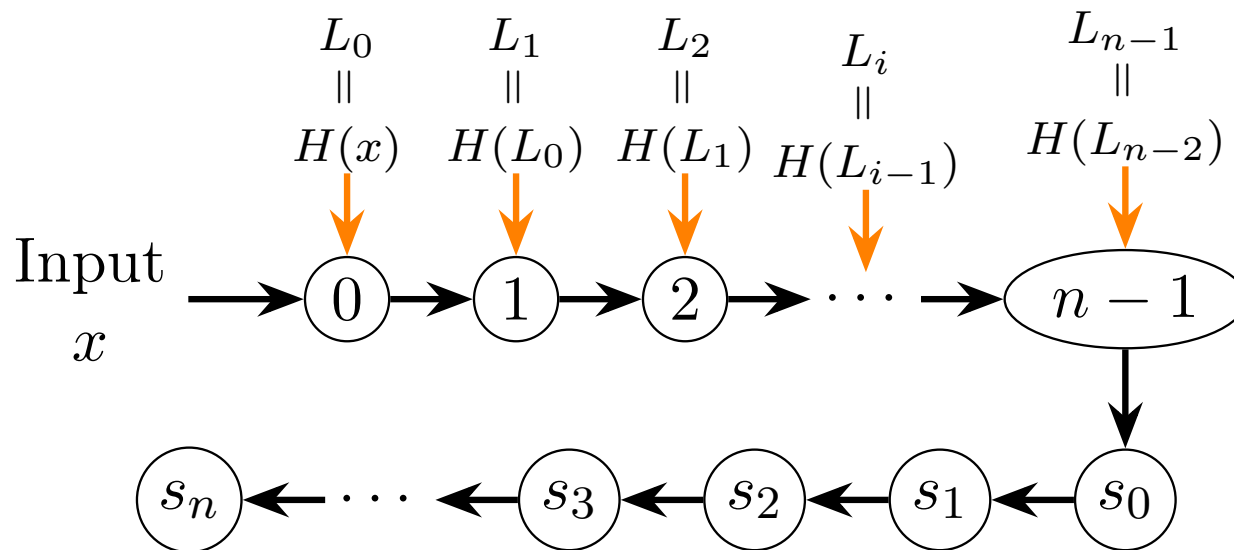 L₀ L₁ L₂ Lᵢ Lₙ₋₁
|| || || || ||
H(x) H(L₀) H(L₁) H(Lᵢ₋₁) H(Lₙ₋₂)
Input
x
0 1 2 ··· n − 1
sₙ ··· s₃ s₂ s₁ s₀